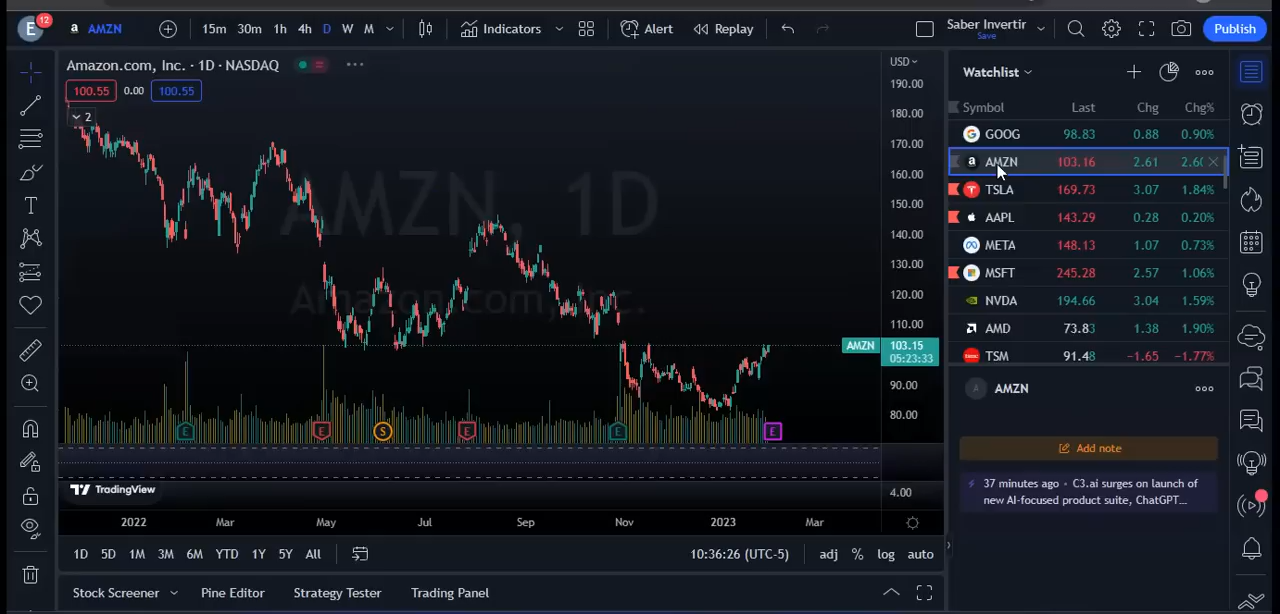 E 12 a AMZN 15m 30m 1h 4h D W M Indicators Alert Replay Saber Invertir Save Publish
Amazon.com, Inc. · 1D · NASDAQ
100.55 0.00 100.55
2
AMZN, 1D
Amazon.com, Inc.
USD
190.00
180.00
170.00
160.00
150.00
140.00
130.00
120.00
110.00
AMZN 103.15
05:23:33
90.00
80.00
4.00
E E S E E E
TradingView
2022 Mar May Jul Sep Nov 2023 Mar
1D 5D 1M 3M 6M YTD 1Y 5Y All 10:36:26 (UTC-5) adj % log auto
Stock Screener Pine Editor Strategy Tester Trading Panel
Watchlist
Symbol Last Chg Chg%
GOOG 98.83 0.88 0.90%
AMZN 103.16 2.61
TSLA 169.73 3.07 1.84%
AAPL 143.29 0.28 0.20%
META 148.13 1.07 0.73%
MSFT 245.28 2.57 1.06%
NVDA 194.66 3.04 1.59%
AMD 73.83 1.38 1.90%
TSM 91.48 −1.65 −1.77%
A AMZN
Add note
37 minutes ago · C3.ai surges on launch of
new AI-focused product suite, ChatGPT...